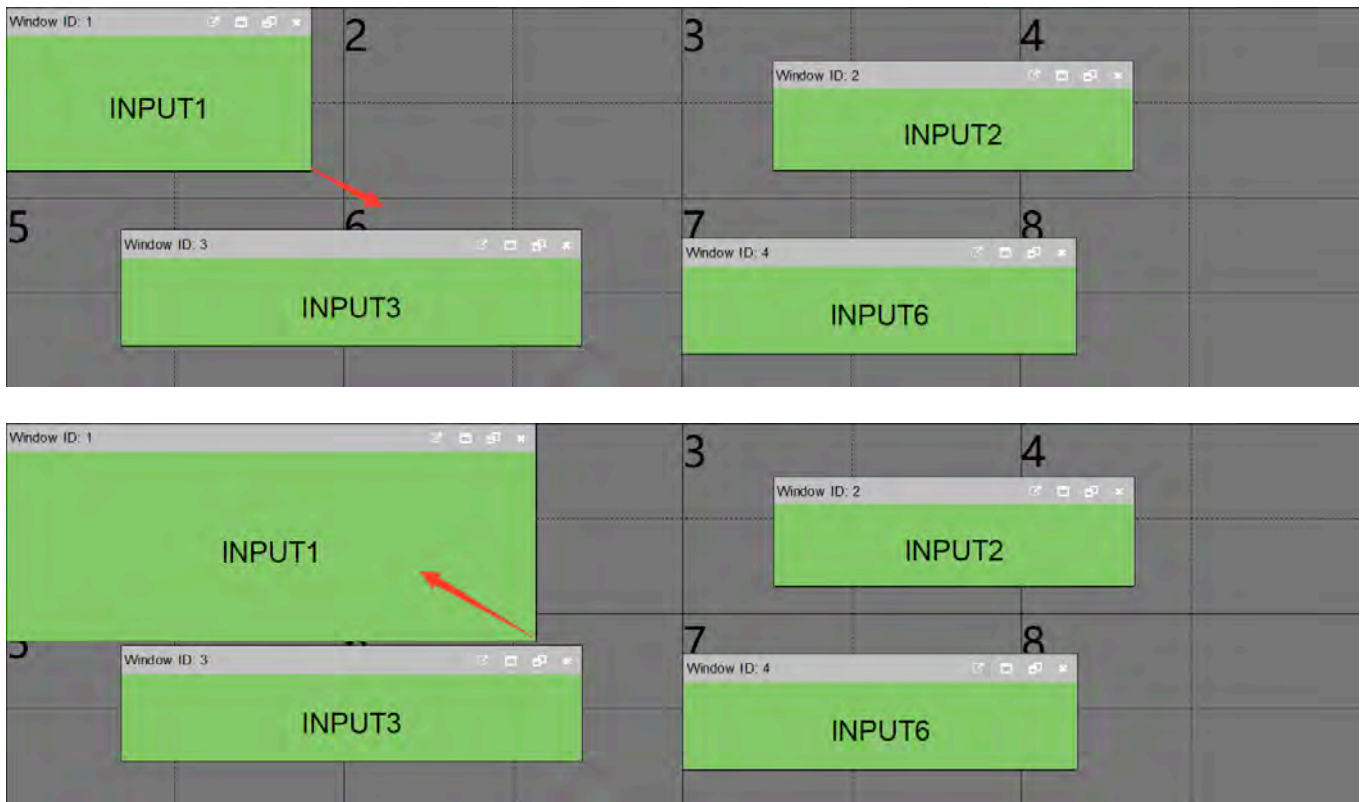 Window ID: 1
2
3
4
Window ID: 2
INPUT1
INPUT2
5
6
7
8
Window ID: 3
Window ID: 4
INPUT3
INPUT6
Window ID: 1
3
4
Window ID: 2
INPUT1
INPUT2
7
8
Window ID: 3
Window ID: 4
INPUT3
INPUT6